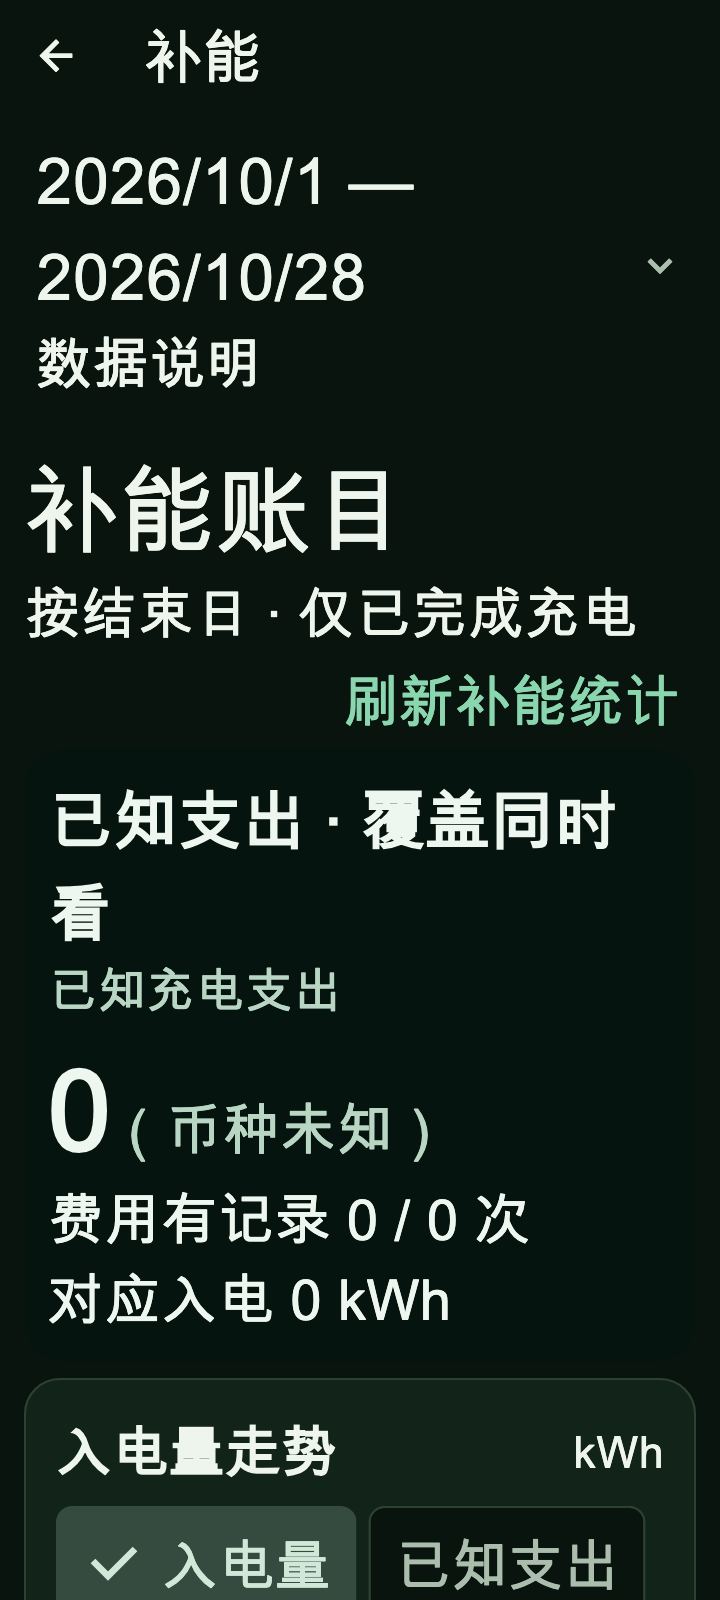 补能
2026/10/1 —
2026/10/28
数据说明
补能账目
按结束日 · 仅已完成充电
刷新补能统计
已知支出 · 覆盖同时
看
已知充电支出
0 ( 币种未知 )
费用有记录 0 / 0 次
对应入电 0 kWh
入电量走势 kWh
入电量 已知支出